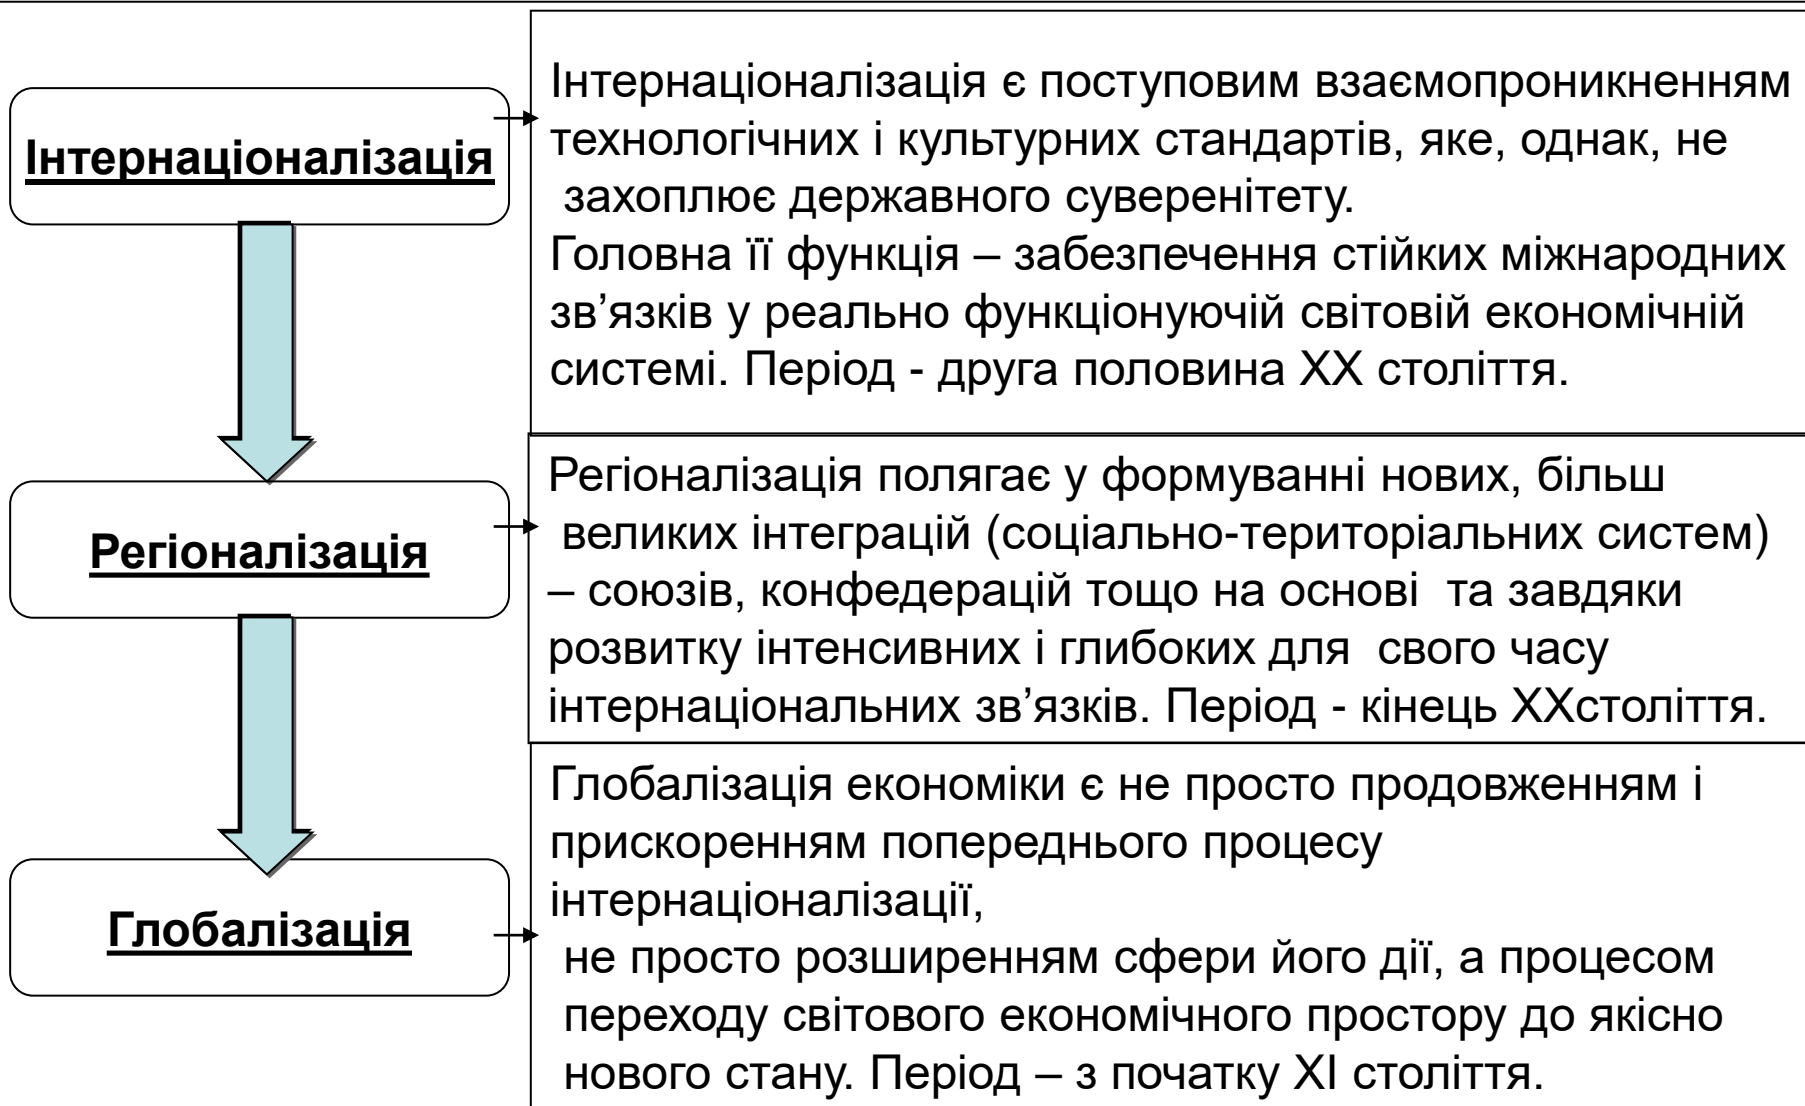 Інтернаціоналізація
Інтернаціоналізація є поступовим взаємопроникненням
технологічних і культурних стандартів, яке, однак, не
захоплює державного суверенітету.
Головна її функція – забезпечення стійких міжнародних
зв’язків у реально функціонуючій світовій економічній
системі. Період - друга половина ХХ століття.
Регіоналізація
Регіоналізація полягає у формуванні нових, більш
великих інтеграцій (соціально-територіальних систем)
– союзів, конфедерацій тощо на основі та завдяки
розвитку інтенсивних і глибоких для свого часу
інтернаціональних зв’язків. Період - кінець ХХстоліття.
Глобалізація
Глобалізація економіки є не просто продовженням і
прискоренням попереднього процесу
інтернаціоналізації,
не просто розширенням сфери його дії, а процесом
переходу світового економічного простору до якісно
нового стану. Період – з початку ХІ століття.